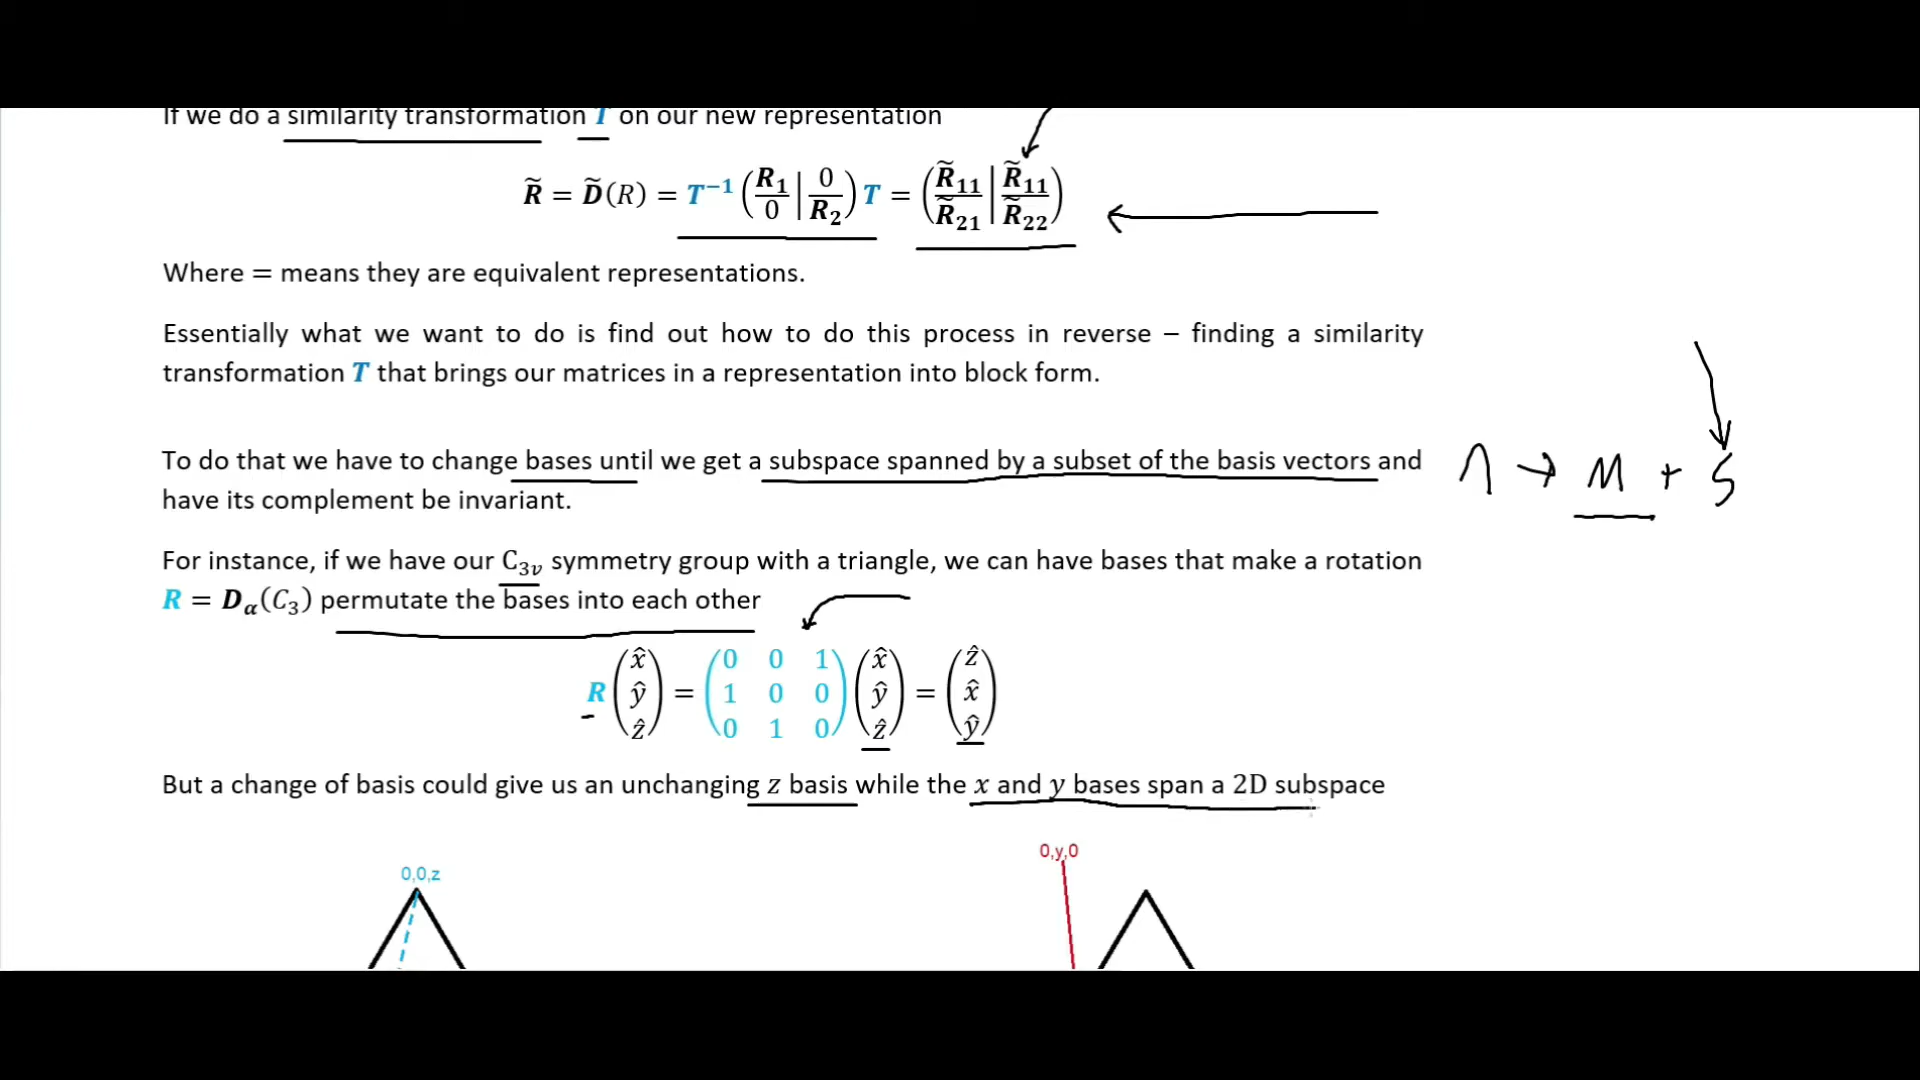 If we do a similarity transformation T on our new representation
R̃ = D̃(R) = T⁻¹ (R₁ | 0 / 0 | R₂) T = (R̃₁₁ | R̃₁₁ / R̃₂₁ | R̃₂₂)
Where = means they are equivalent representations.
Essentially what we want to do is find out how to do this process in reverse – finding a similarity
transformation T that brings our matrices in a representation into block form.
To do that we have to change bases until we get a subspace spanned by a subset of the basis vectors and
have its complement be invariant.
Λ → M + S
For instance, if we have our C₃ᵥ symmetry group with a triangle, we can have bases that make a rotation
R = D_α(C₃) permutate the bases into each other
R (x̂ ŷ ẑ) = (0 0 1 / 1 0 0 / 0 1 0) (x̂ ŷ ẑ) = (ẑ x̂ ŷ)
But a change of basis could give us an unchanging z basis while the x and y bases span a 2D subspace
0,y,0
0,0,z